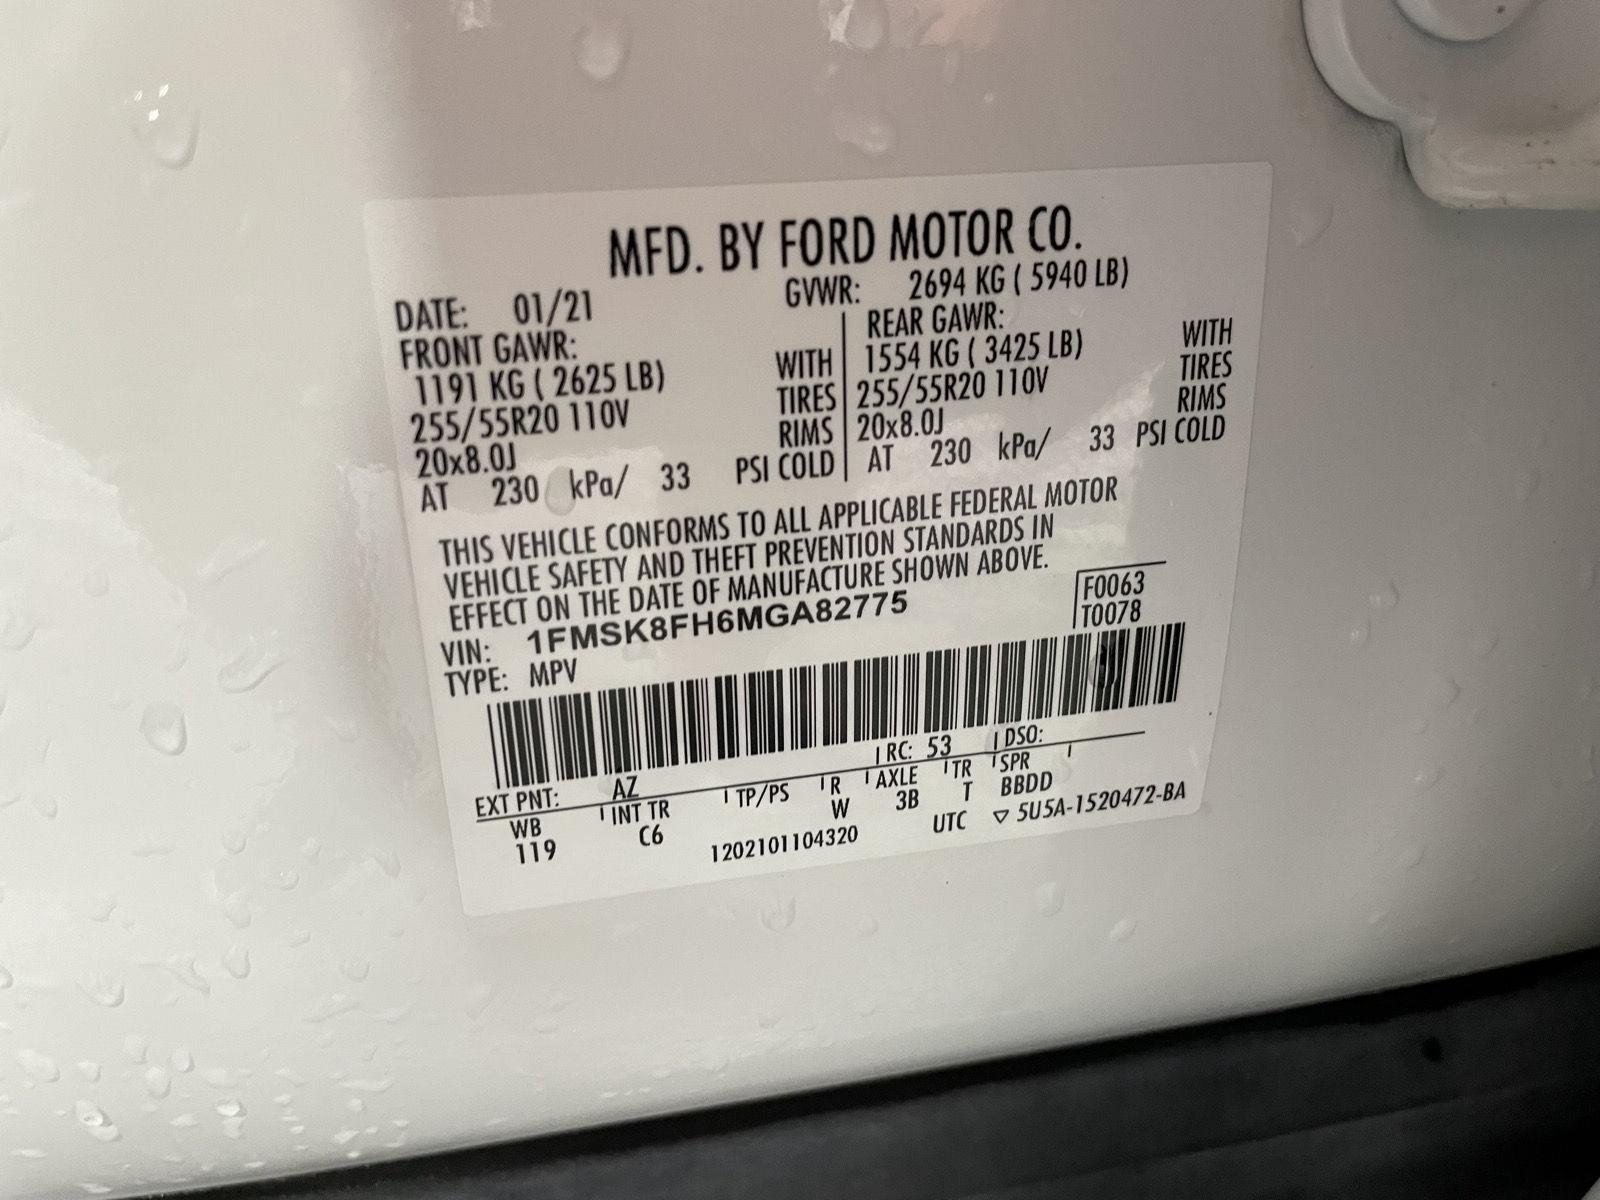 MFD. BY FORD MOTOR CO.
DATE: 01/21 GVWR: 2694 KG ( 5940 LB)
FRONT GAWR: REAR GAWR:
1191 KG ( 2625 LB) WITH 1554 KG ( 3425 LB) WITH
255/55R20 110V TIRES 255/55R20 110V TIRES
20x8.0J RIMS 20x8.0J RIMS
AT 230 kPa/ 33 PSI COLD AT 230 kPa/ 33 PSI COLD
THIS VEHICLE CONFORMS TO ALL APPLICABLE FEDERAL MOTOR
VEHICLE SAFETY AND THEFT PREVENTION STANDARDS IN
EFFECT ON THE DATE OF MANUFACTURE SHOWN ABOVE.
VIN: 1FMSK8FH6MGA82775 F0063
TYPE: MPV T0078
EXT PNT: AZ RC: 53 DSO:
WB INT TR TP/PS R AXLE TR SPR
119 C6 W 3B T BBDD
1202101104320 UTC ▽ 5U5A-1520472-BA